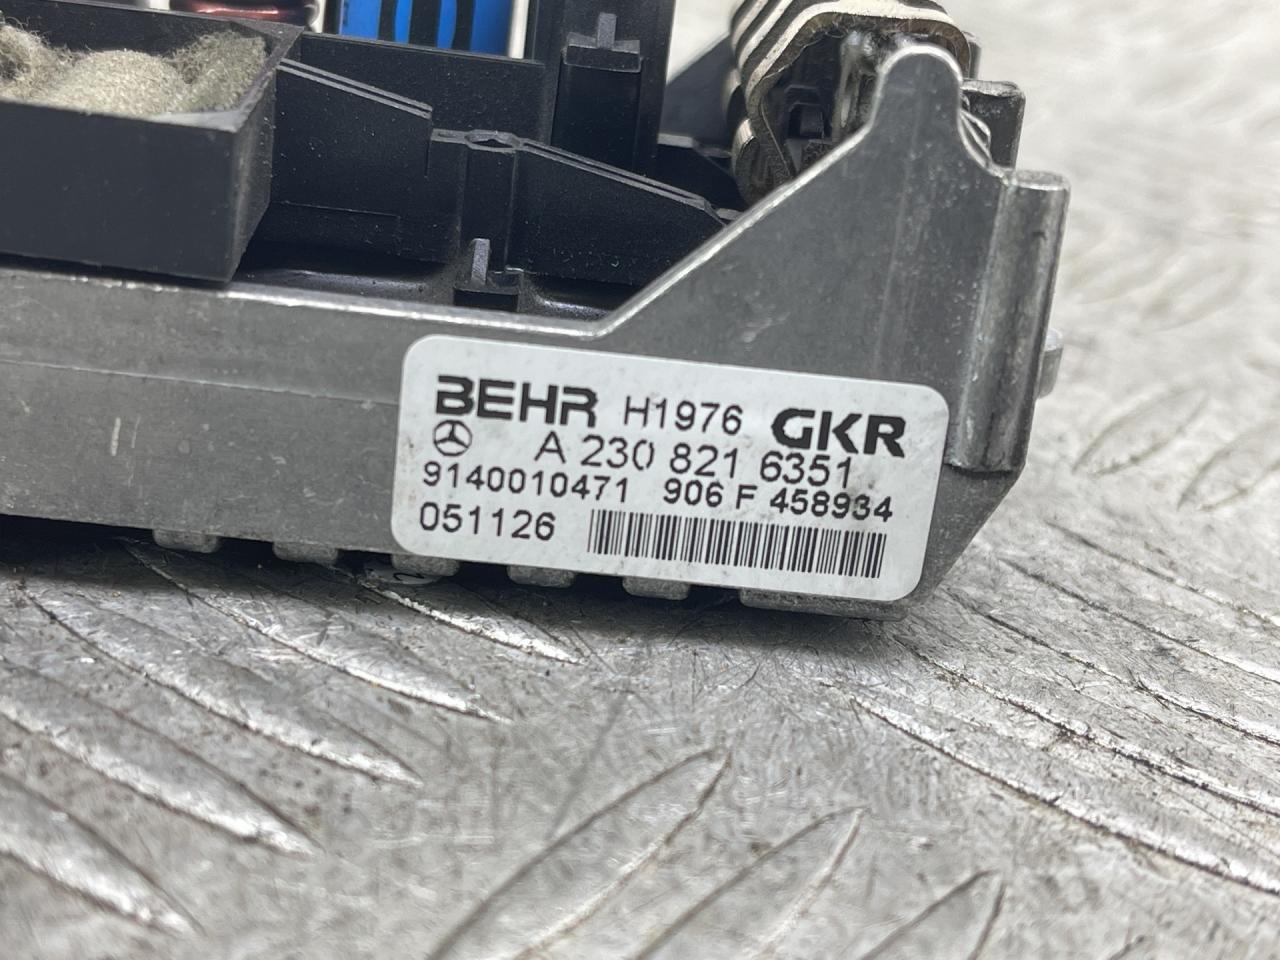 BEHR H1976 GKR
A 230 821 6351
9140010471 906 F 458934
051126